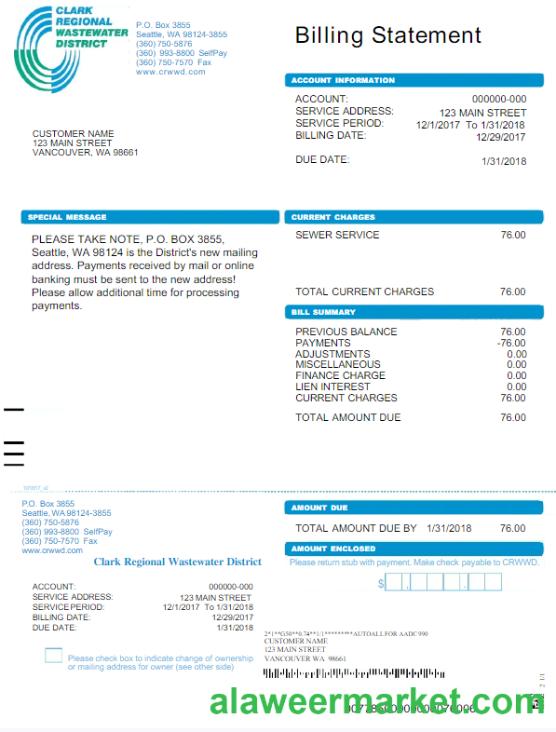 CLARK
REGIONAL
WASTEWATER
DISTRICT
P.O. Box 3855
Seattle, WA 98124-3855
(360) 750-5876
(360) 993-8800 SelfPay
(360) 750-7570 Fax
www.crwwd.com
Billing Statement
ACCOUNT INFORMATION
ACCOUNT: 000000-000
SERVICE ADDRESS: 123 MAIN STREET
SERVICE PERIOD: 12/1/2017 To 1/31/2018
BILLING DATE: 12/29/2017
DUE DATE: 1/31/2018
CUSTOMER NAME
123 MAIN STREET
VANCOUVER, WA 98661
SPECIAL MESSAGE
PLEASE TAKE NOTE, P.O. BOX 3855,
Seattle, WA 98124 is the District's new mailing
address. Payments received by mail or online
banking must be sent to the new address!
Please allow additional time for processing
payments.
CURRENT CHARGES
SEWER SERVICE 76.00
TOTAL CURRENT CHARGES 76.00
BILL SUMMARY
PREVIOUS BALANCE 76.00
PAYMENTS -76.00
ADJUSTMENTS 0.00
MISCELLANEOUS 0.00
FINANCE CHARGE 0.00
LIEN INTEREST 0.00
CURRENT CHARGES 76.00
TOTAL AMOUNT DUE 76.00
P.O. Box 3855
Seattle, WA 98124-3855
(360) 750-5876
(360) 993-8800 SelfPay
(360) 750-7570 Fax
www.crwwd.com
Clark Regional Wastewater District
AMOUNT DUE
TOTAL AMOUNT DUE BY 1/31/2018 76.00
AMOUNT ENCLOSED
Please return stub with payment. Make check payable to CRWWD.
$
ACCOUNT: 000000-000
SERVICE ADDRESS: 123 MAIN STREET
SERVICE PERIOD: 12/1/2017 To 1/31/2018
BILLING DATE: 12/29/2017
DUE DATE: 1/31/2018
Please check box to indicate change of ownership
or mailing address for owner (see other side)
2*1**G50**0.74**1/1*********AUTOALL FOR AADC 990
CUSTOMER NAME
123 MAIN STREET
VANCOUVER WA 98661
alaweermarket.com